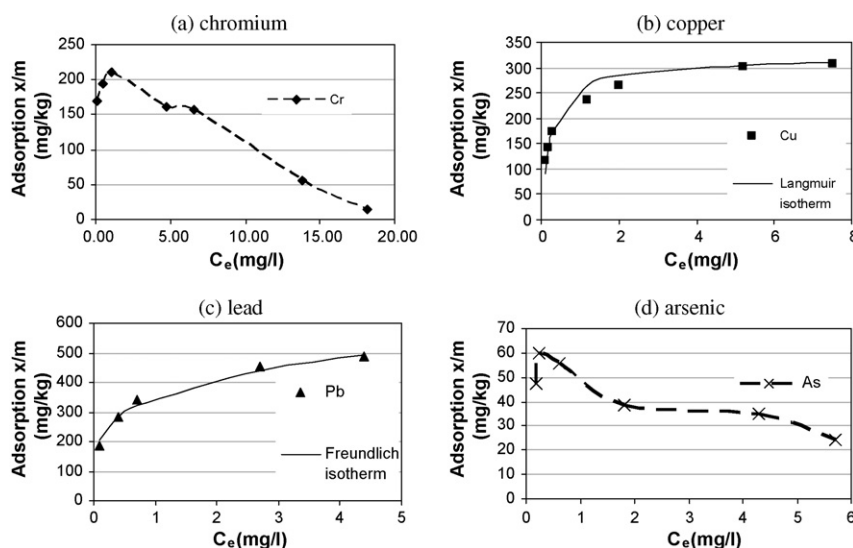 (a) chromium
Adsorption x/m
(mg/kg)
250
200
150
100
50
0
Cr
0.00
5.00
10.00
15.00
20.00
Ce(mg/l)
(b) copper
Adsorption x/m
(mg/kg)
350
300
250
200
150
100
50
0
Cu
Langmuir
isotherm
0
2
4
6
8
Ce(mg/l)
(c) lead
Adsorption x/m
(mg/kg)
600
500
400
300
200
100
0
Pb
Freundlich
isotherm
0
1
2
3
4
5
Ce(mg/l)
(d) arsenic
Adsorption x/m
(mg/kg)
70
60
50
40
30
20
10
0
As
0
1
2
3
4
5
6
Ce(mg/l)